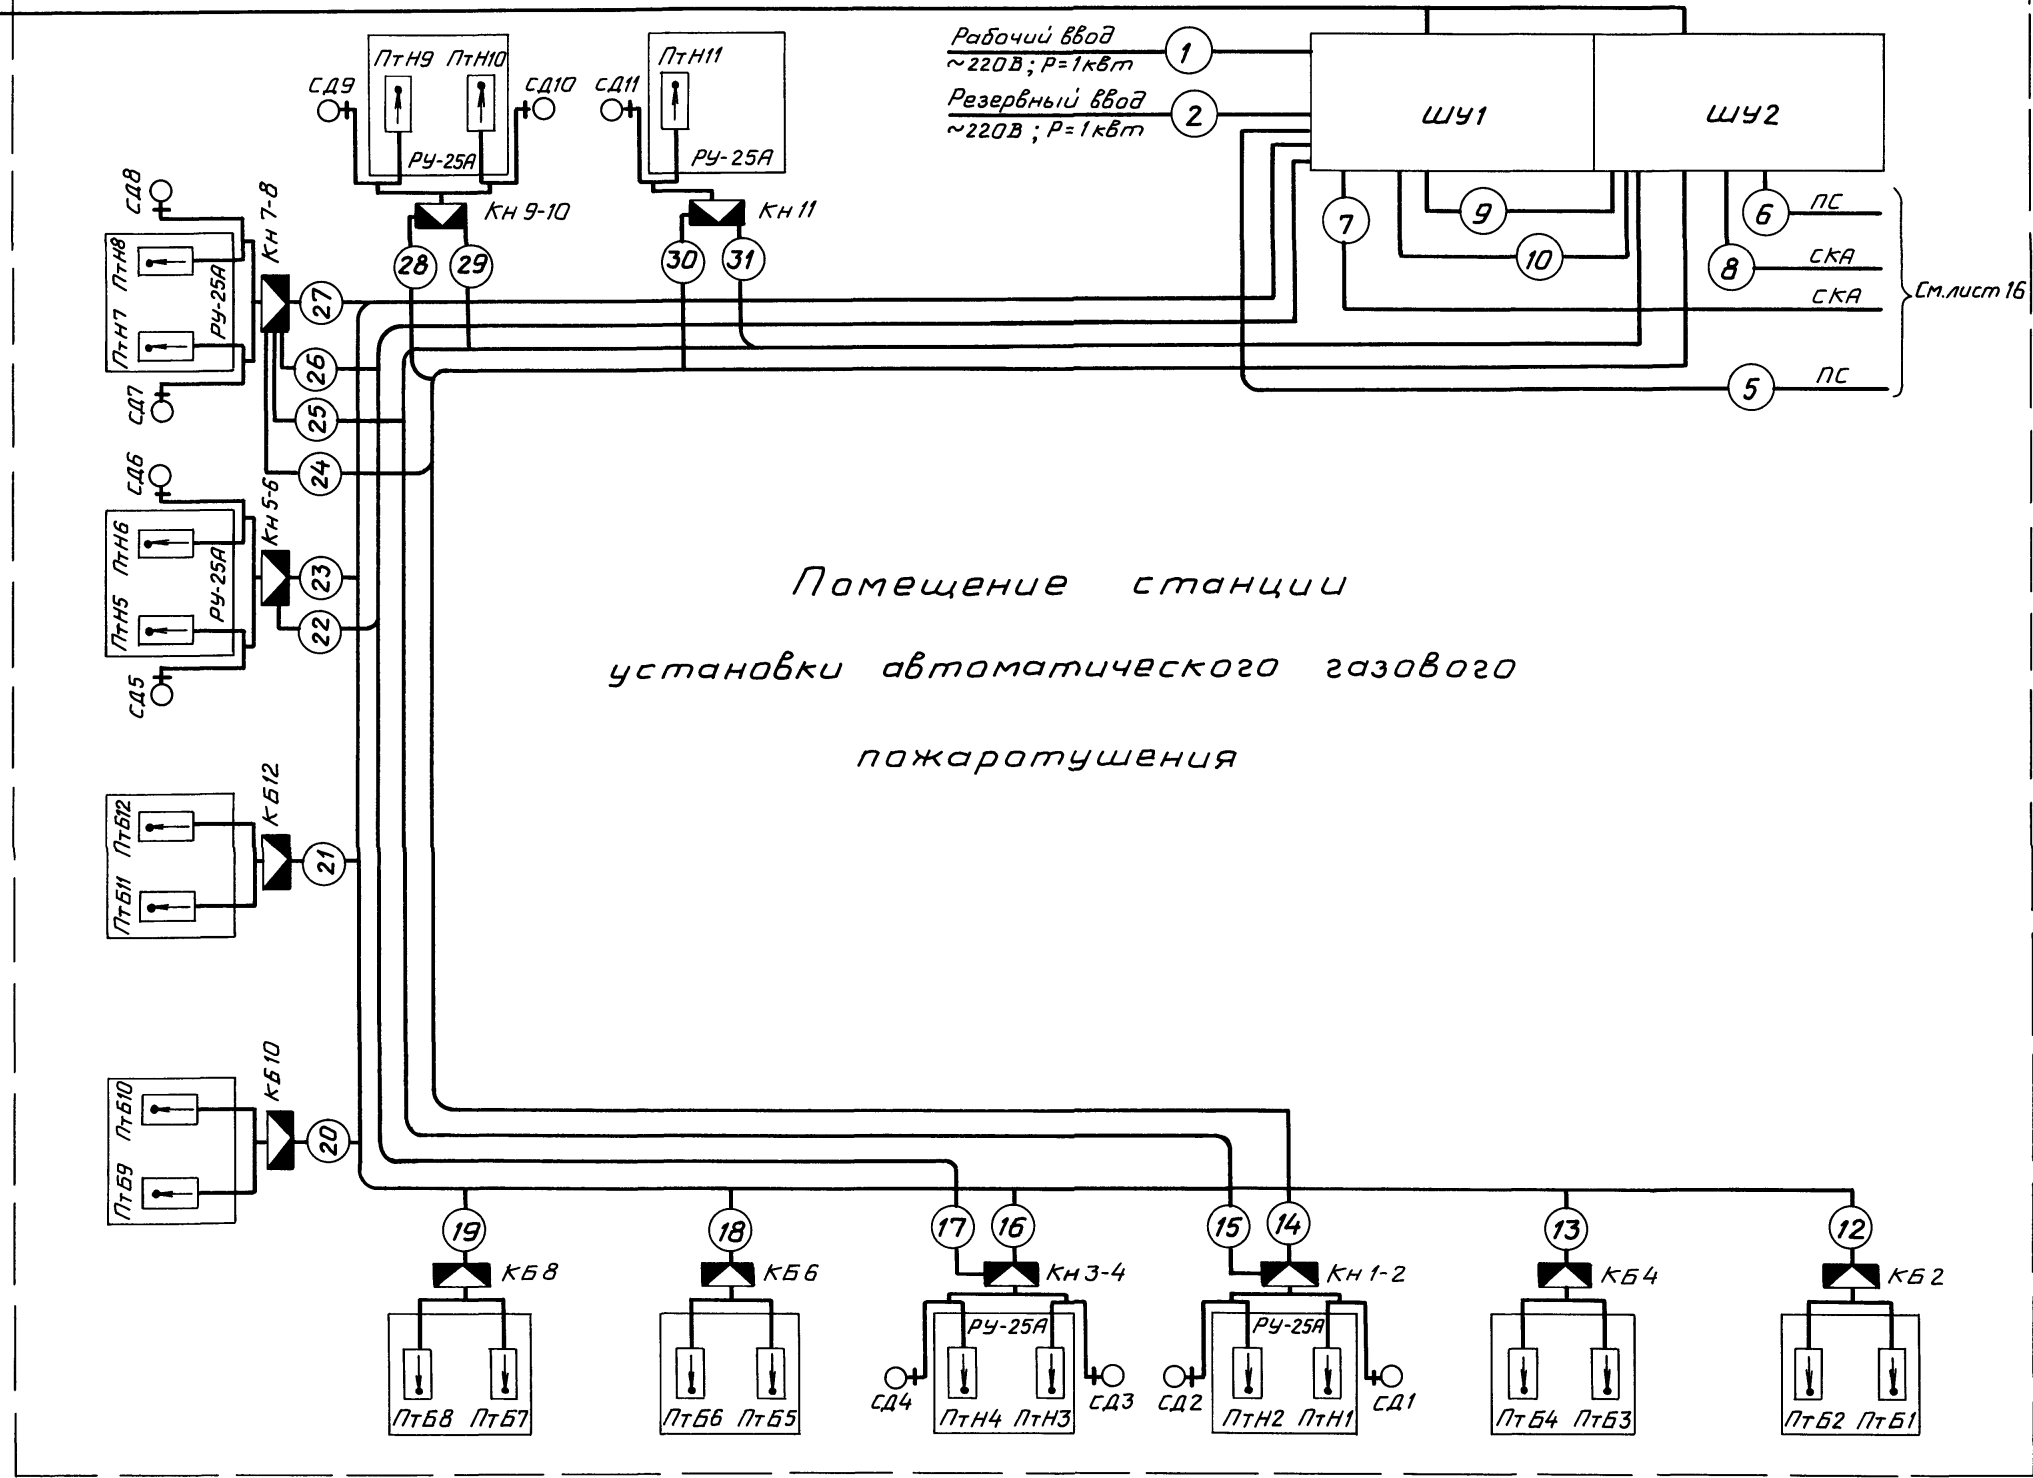 Рабочий ввод
~220В; Р=1квт
1
Резервный ввод
~220В; Р=1квт
2
ШУ1
ШУ2
ПтН9
ПтН10
СД9
СД10
РУ-25А
Кн 9-10
28
29
ПтН11
СД11
РУ-25А
Кн 11
30
31
7
9
10
6
ПС
8
СКА
СКА
См.лист 16
5
ПС
СД8
Кн 7-8
ПтН8
ПтН7
РУ-25А
СД7
27
26
25
24
СД6
Кн5-6
ПтН6
ПтН5
РУ-25А
СД5
23
22
Помещение станции
установки автоматического газового
пожаротушения
КБ12
ПтБ12
ПтБ11
21
КБ10
ПтБ10
ПтБ9
20
19
КБ8
ПтБ8
ПтБ7
18
КБ6
ПтБ6
ПтБ5
17
16
Кн3-4
РУ-25А
СД4
ПтН4
ПтН3
СД3
15
14
Кн 1-2
РУ-25А
СД2
ПтН2
ПтН1
СД1
13
КБ4
ПтБ4
ПтБ3
12
КБ2
ПтБ2
ПтБ1